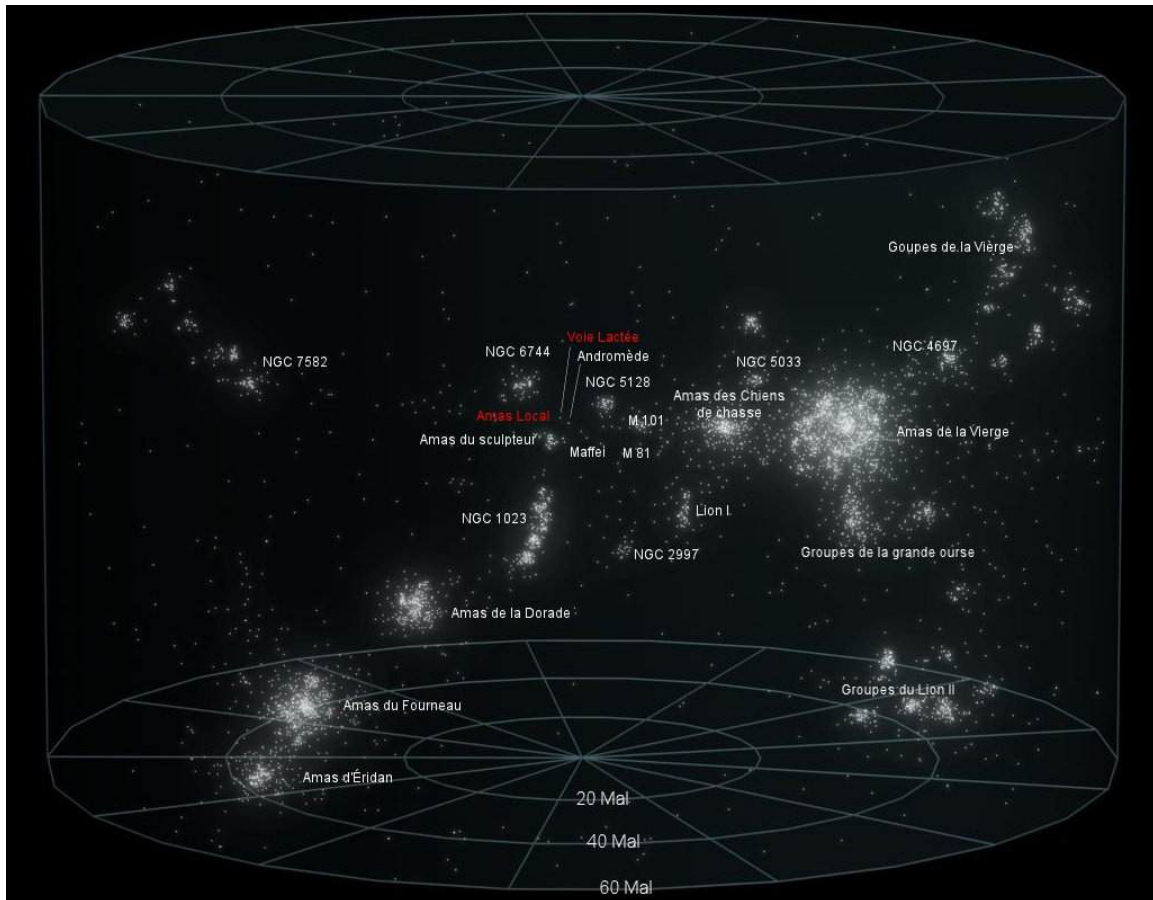 Goupes de la Vierge
Voie Lactée
NGC 6744
Andromède
NGC 5033
NGC 4697
NGC 7582
NGC 5128
Amas des Chiens
de chasse
Amas Local
M 101
Amas du sculpteur
Amas de la Vierge
Maffei
M 81
NGC 1023
Lion I
NGC 2997
Groupes de la grande ourse
Amas de la Dorade
Groupes du Lion II
Amas du Fourneau
Amas d'Éridan
20 Mal
40 Mal
60 Mal